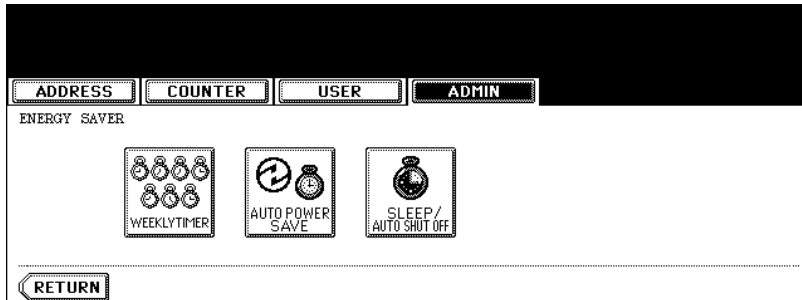 ADDRESS COUNTER USER ADMIN
ENERGY SAVER
WEEKLYTIMER AUTO POWER SAVE SLEEP/ AUTO SHUT OFF
RETURN